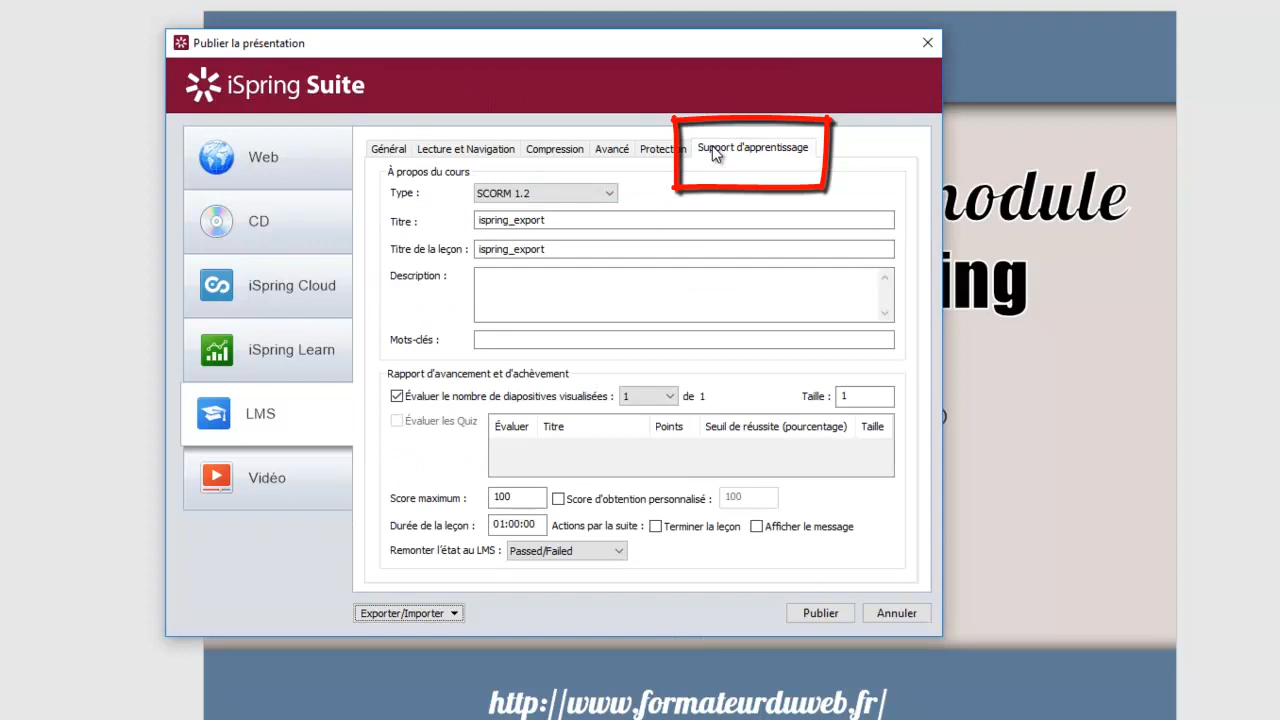 Publier la présentation
iSpring Suite
Web
CD
iSpring Cloud
iSpring Learn
LMS
Vidéo
Général Lecture et Navigation Compression Avancé Protection Support d'apprentissage
À propos du cours
Type : SCORM 1.2
Titre : ispring_export
Titre de la leçon : ispring_export
Description :
Mots-clés :
Rapport d'avancement et d'achèvement
Évaluer le nombre de diapositives visualisées : 1 de 1 Taille : 1
Évaluer les Quiz
Évaluer Titre Points Seuil de réussite (pourcentage) Taille
Score maximum : 100 Score d'obtention personnalisé : 100
Durée de la leçon : 01:00:00 Actions par la suite : Terminer la leçon Afficher le message
Remonter l'état au LMS : Passed/Failed
Exporter/Importer Publier Annuler
module
ing
)
http://www.formateurduweb.fr/